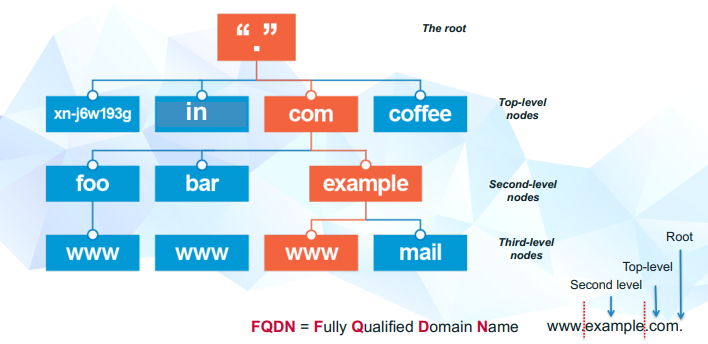 “ ”
.
The root
xn-j6w193g
in
com
coffee
Top-level
nodes
foo
bar
example
Second-level
nodes
www
www
www
mail
Third-level
nodes
Root
Top-level
Second level
FQDN = Fully Qualified Domain Name
www.example.com.